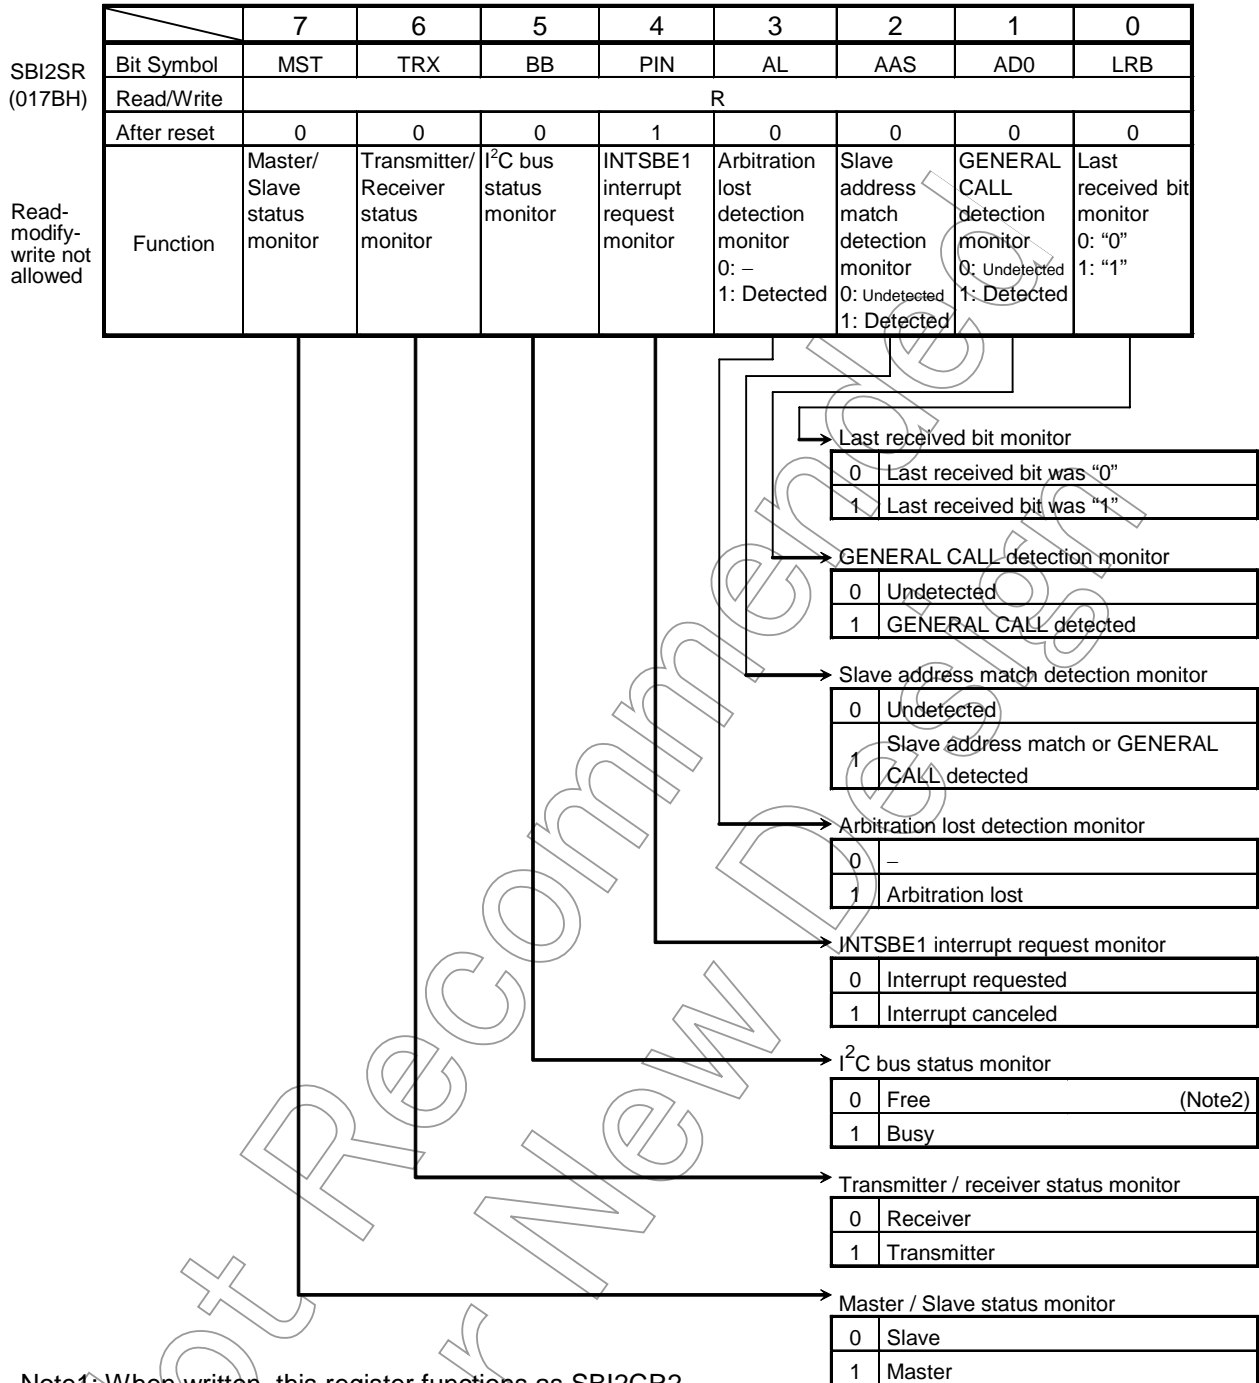 7 6 5 4 3 2 1 0
SBI2SR
(017BH)
Bit Symbol MST TRX BB PIN AL AAS AD0 LRB
Read/Write R
After reset 0 0 0 1 0 0 0 0
Read-
modify-
write not
allowed
Function
Master/
Slave
status
monitor
Transmitter/
Receiver
status
monitor
I²C bus
status
monitor
INTSBE1
interrupt
request
monitor
Arbitration
lost
detection
monitor
0: –
1: Detected
Slave
address
match
detection
monitor
0: Undetected
1: Detected
GENERAL
CALL
detection
monitor
0: Undetected
1: Detected
Last
received bit
monitor
0: “0”
1: “1”
Last received bit monitor
0 Last received bit was “0”
1 Last received bit was “1”
GENERAL CALL detection monitor
0 Undetected
1 GENERAL CALL detected
Slave address match detection monitor
0 Undetected
1 Slave address match or GENERAL
CALL detected
Arbitration lost detection monitor
0 –
1 Arbitration lost
INTSBE1 interrupt request monitor
0 Interrupt requested
1 Interrupt canceled
I²C bus status monitor
0 Free (Note2)
1 Busy
Transmitter / receiver status monitor
0 Receiver
1 Transmitter
Master / Slave status monitor
0 Slave
1 Master
Note1: When written, this register functions as SBI2CR2
Not Recommended
for New Design